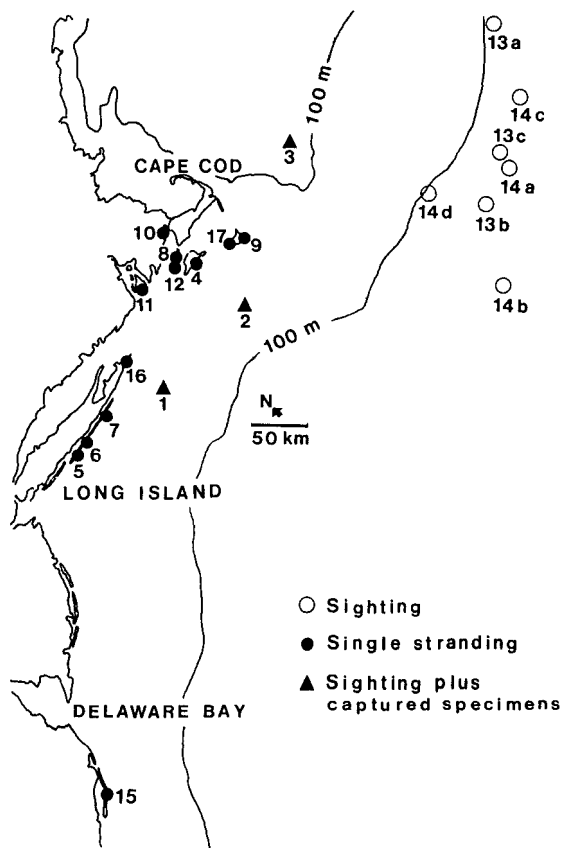 13a
100 m
14c
13c
3
CAPE COD
14a
14d
13b
10
17
9
8
12
4
11
14b
2
100 m
16
1
N
50 km
7
6
5
LONG ISLAND
Sighting
Single stranding
Sighting plus
captured specimens
DELAWARE BAY
15